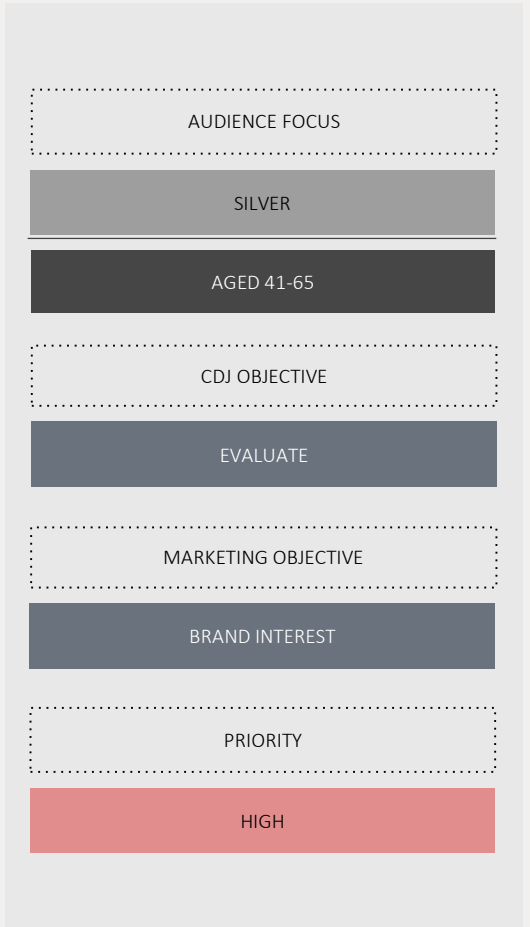 AUDIENCE FOCUS
SILVER
AGED 41-65
CDJ OBJECTIVE
EVALUATE
MARKETING OBJECTIVE
BRAND INTEREST
PRIORITY
HIGH